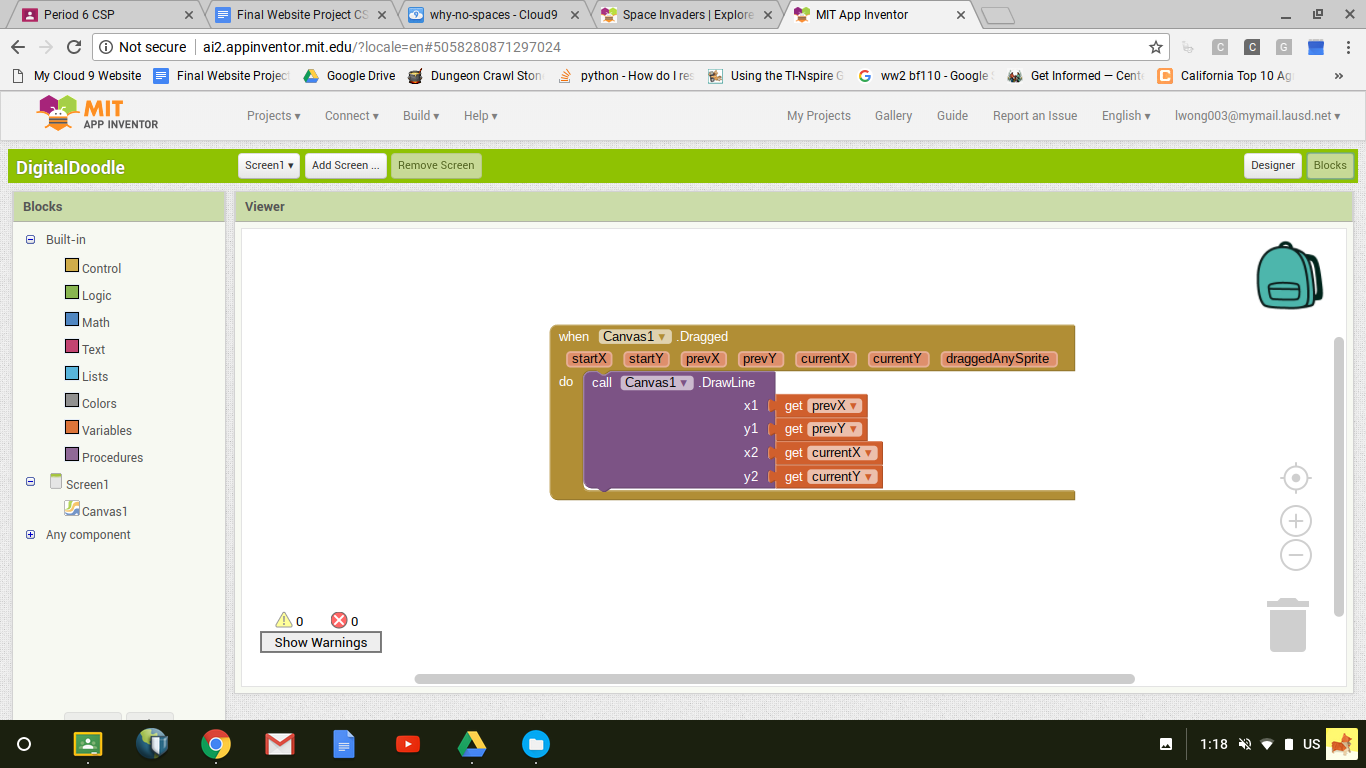 Period 6 CSP
Final Website Project CS
why-no-spaces - Cloud9
Space Invaders | Explore
MIT App Inventor
Not secure | ai2.appinventor.mit.edu/?locale=en#5058280871297024
My Cloud 9 Website
Final Website Project
Google Drive
Dungeon Crawl Ston
python - How do I res
Using the TI-Nspire G
ww2 bf110 - Google S
Get Informed — Cente
California Top 10 Ag
»
MIT
APP INVENTOR
Projects ▾
Connect ▾
Build ▾
Help ▾
My Projects
Gallery
Guide
Report an Issue
English ▾
lwong003@mymail.lausd.net ▾
DigitalDoodle
Screen1 ▾
Add Screen ...
Remove Screen
Designer
Blocks
Blocks
Viewer
Built-in
Control
Logic
Math
Text
Lists
Colors
Variables
Procedures
Screen1
Canvas1
Any component
when Canvas1 ▾ .Dragged
startX startY prevX prevY currentX currentY draggedAnySprite
do call Canvas1 ▾ .DrawLine
x1 get prevX ▾
y1 get prevY ▾
x2 get currentX ▾
y2 get currentY ▾
0 0
Show Warnings
1:18 US